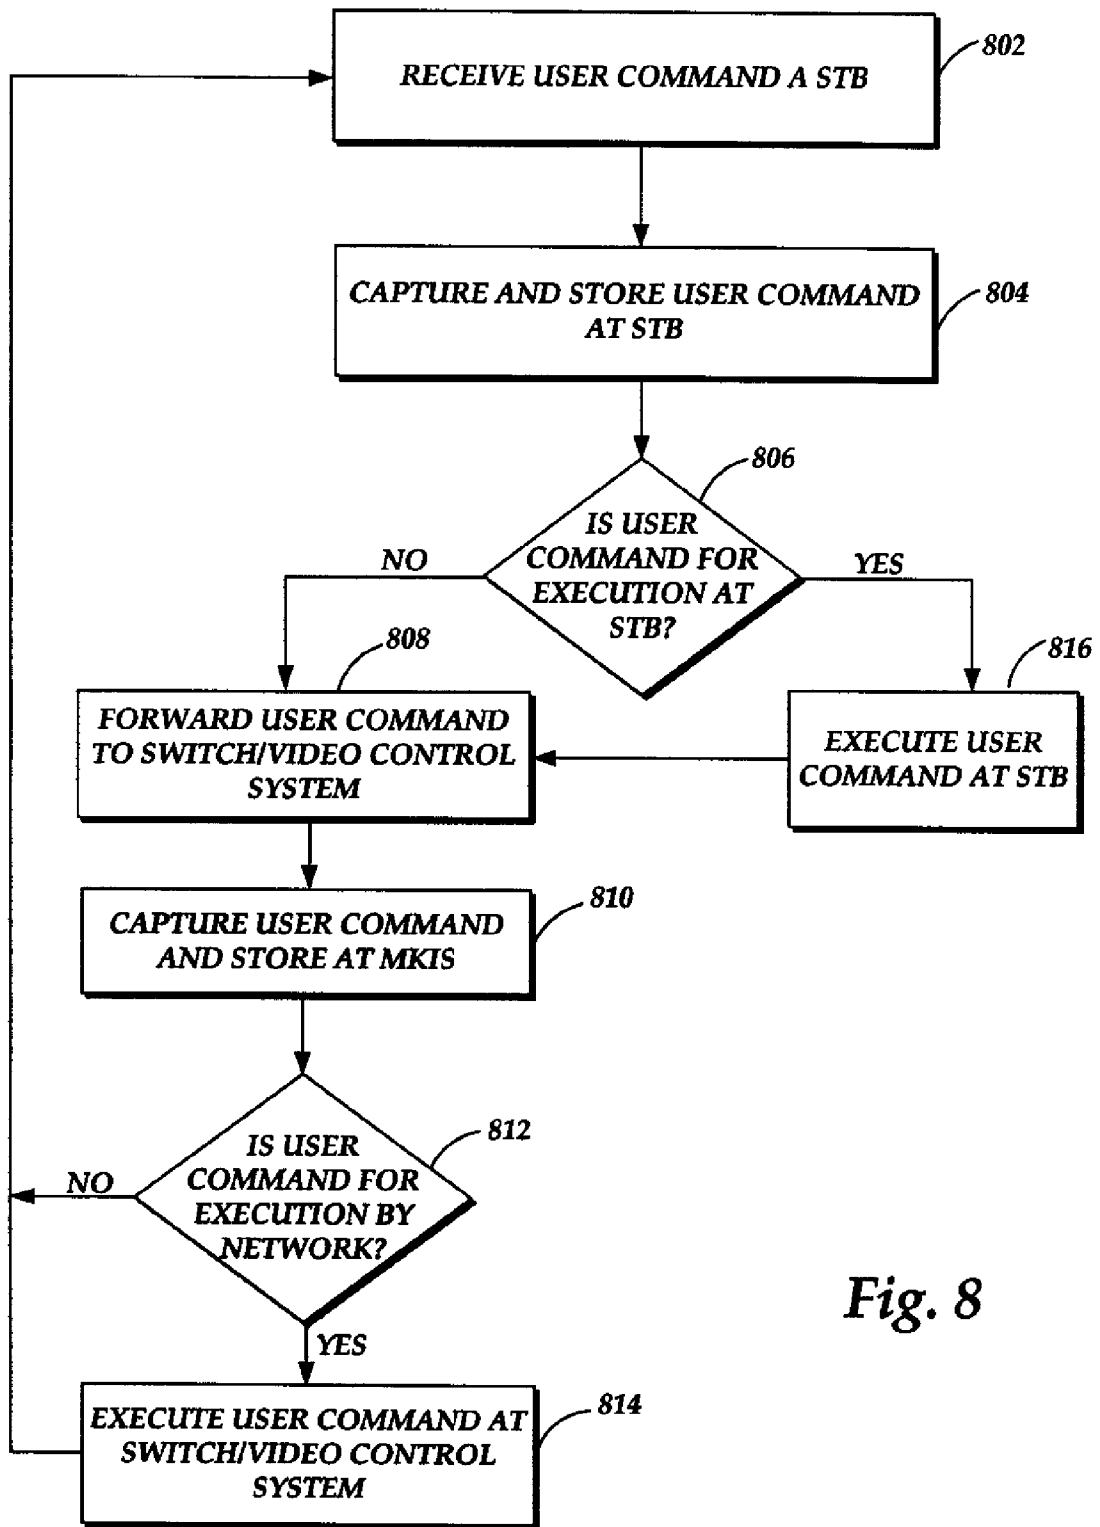 802
RECEIVE USER COMMAND A STB
804
CAPTURE AND STORE USER COMMAND
AT STB
806
IS USER
COMMAND FOR
EXECUTION AT
STB?
NO
YES
808
816
FORWARD USER COMMAND
TO SWITCH/VIDEO CONTROL
SYSTEM
EXECUTE USER
COMMAND AT STB
810
CAPTURE USER COMMAND
AND STORE AT MKIS
812
IS USER
COMMAND FOR
EXECUTION BY
NETWORK?
NO
YES
Fig. 8
814
EXECUTE USER COMMAND AT
SWITCH/VIDEO CONTROL
SYSTEM